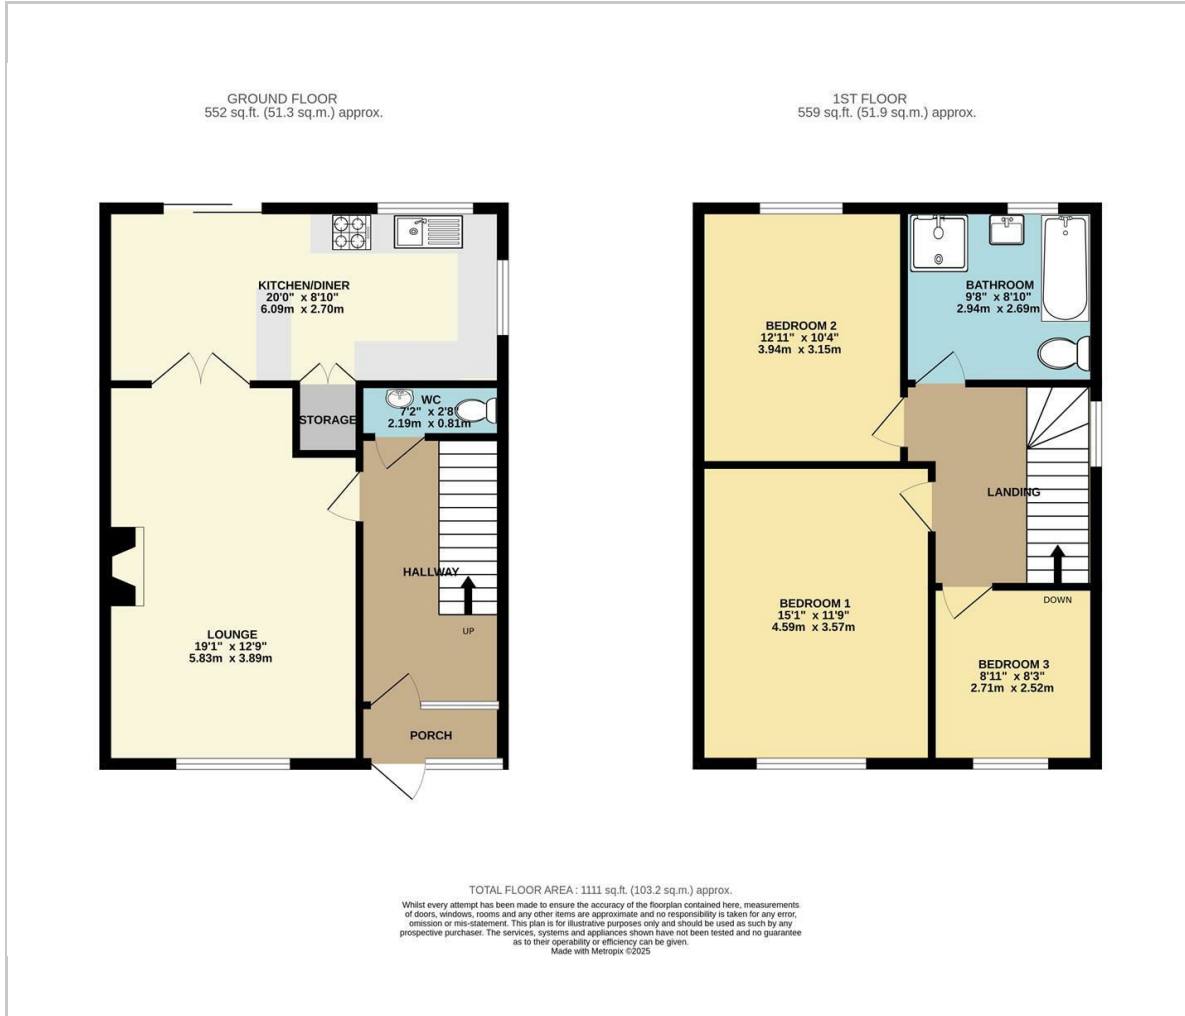 GROUND FLOOR
552 sq.ft. (51.3 sq.m.) approx.
1ST FLOOR
559 sq.ft. (51.9 sq.m.) approx.
KITCHEN/DINER
20'0" x 8'10"
6.09m x 2.70m
STORAGE
WC
7'2" x 2'8"
2.19m x 0.81m
HALLWAY
UP
LOUNGE
19'1" x 12'9"
5.83m x 3.89m
PORCH
BEDROOM 2
12'11" x 10'4"
3.94m x 3.15m
BATHROOM
9'8" x 8'10"
2.94m x 2.69m
LANDING
DOWN
BEDROOM 1
15'1" x 11'9"
4.59m x 3.57m
BEDROOM 3
8'11" x 8'3"
2.71m x 2.52m
TOTAL FLOOR AREA : 1111 sq.ft. (103.2 sq.m.) approx.
Whilst every attempt has been made to ensure the accuracy of the floorplan contained here, measurements
of doors, windows, rooms and any other items are approximate and no responsibility is taken for any error,
omission or mis-statement. This plan is for illustrative purposes only and should be used as such by any
prospective purchaser. The services, systems and appliances shown have not been tested and no guarantee
as to their operability or efficiency can be given.
Made with Metropix ©2025